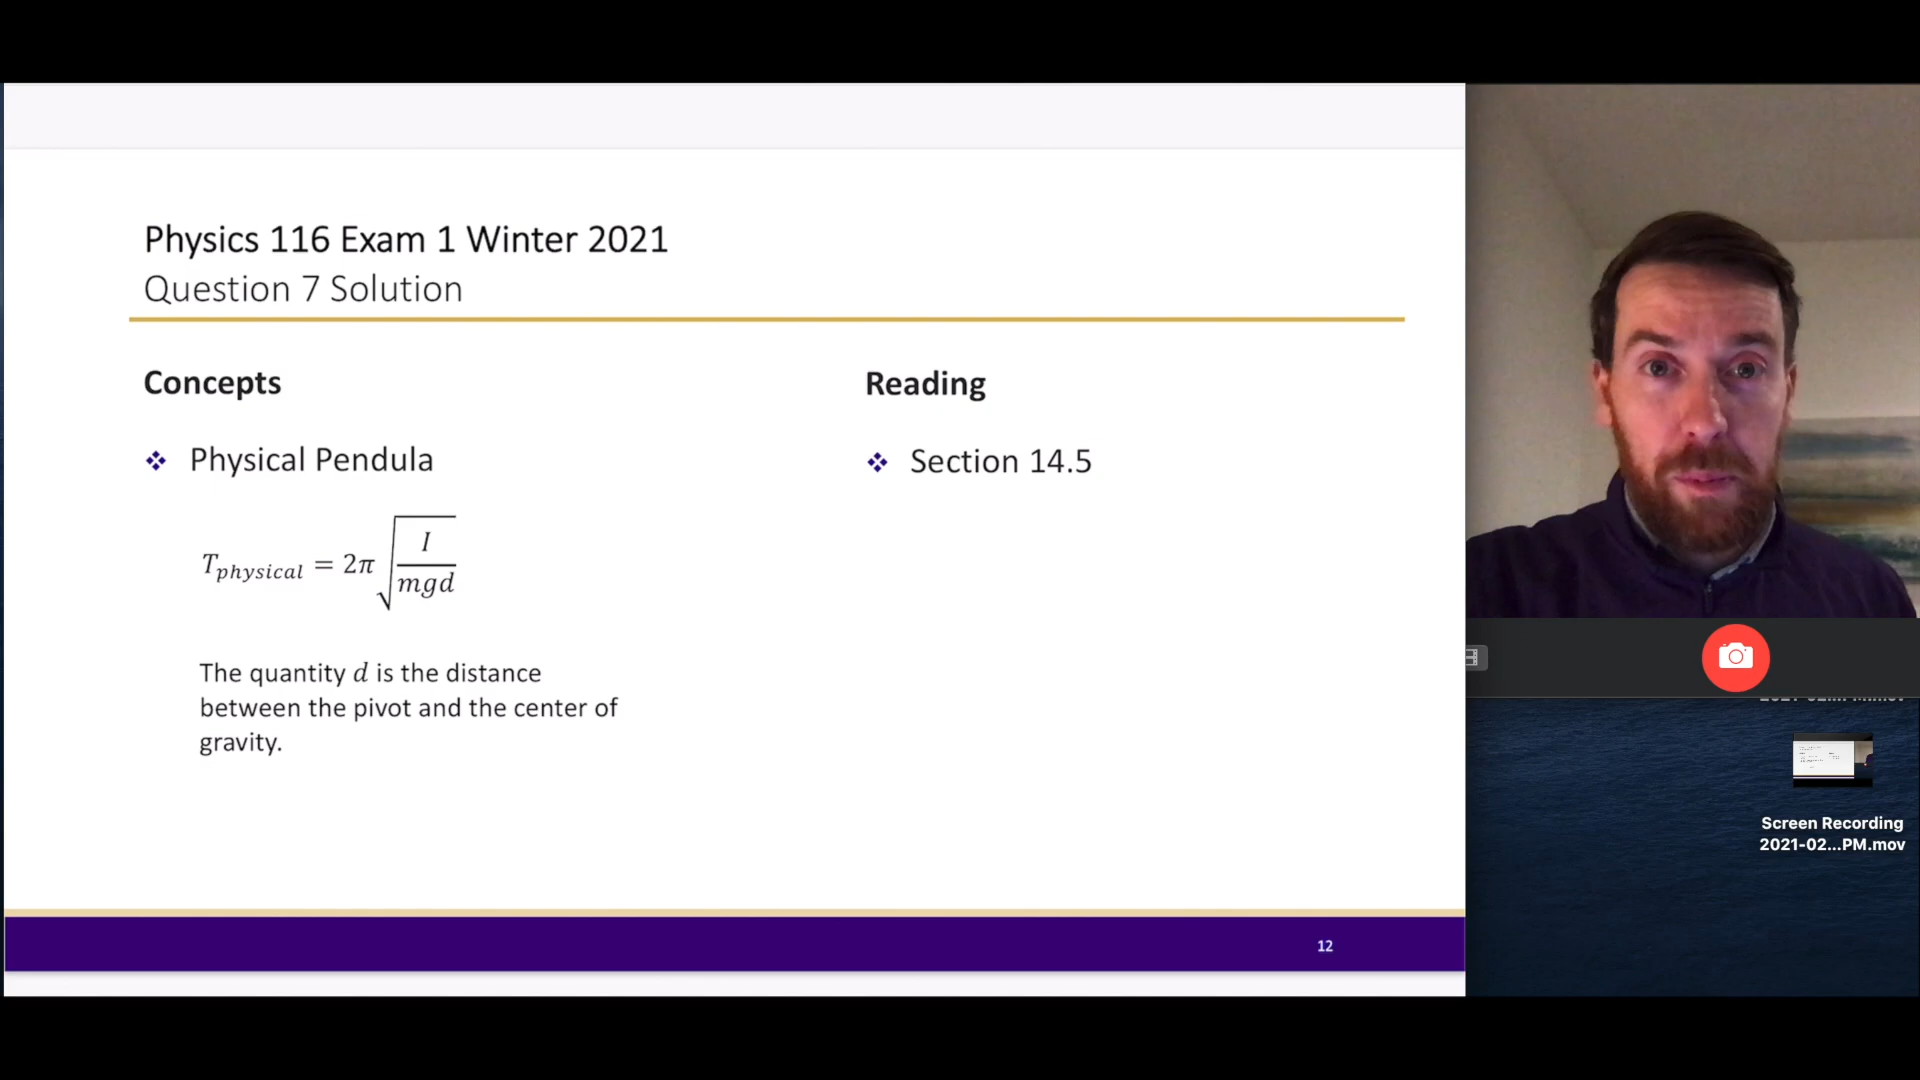 Physics 116 Exam 1 Winter 2021
Question 7 Solution
Concepts
❖ Physical Pendula
T_physical = 2π √(I/mgd)
The quantity d is the distance
between the pivot and the center of
gravity.
Reading
❖ Section 14.5
12
Screen Recording
2021-02...PM.mov